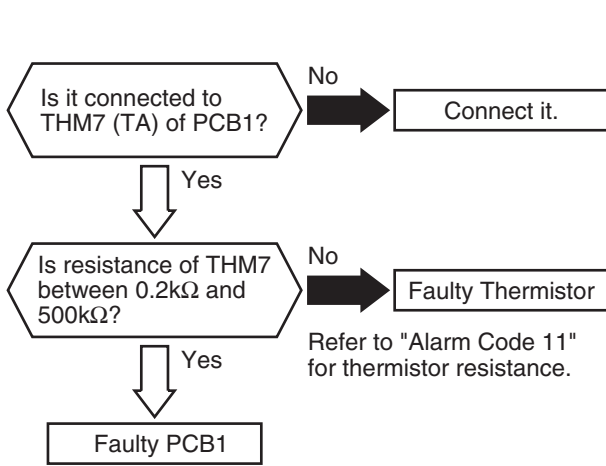 Is it connected to
THM7 (TA) of PCB1?
No
Connect it.
Yes
Is resistance of THM7
between 0.2kΩ and
500kΩ?
No
Faulty Thermistor
Refer to "Alarm Code 11"
for thermistor resistance.
Yes
Faulty PCB1